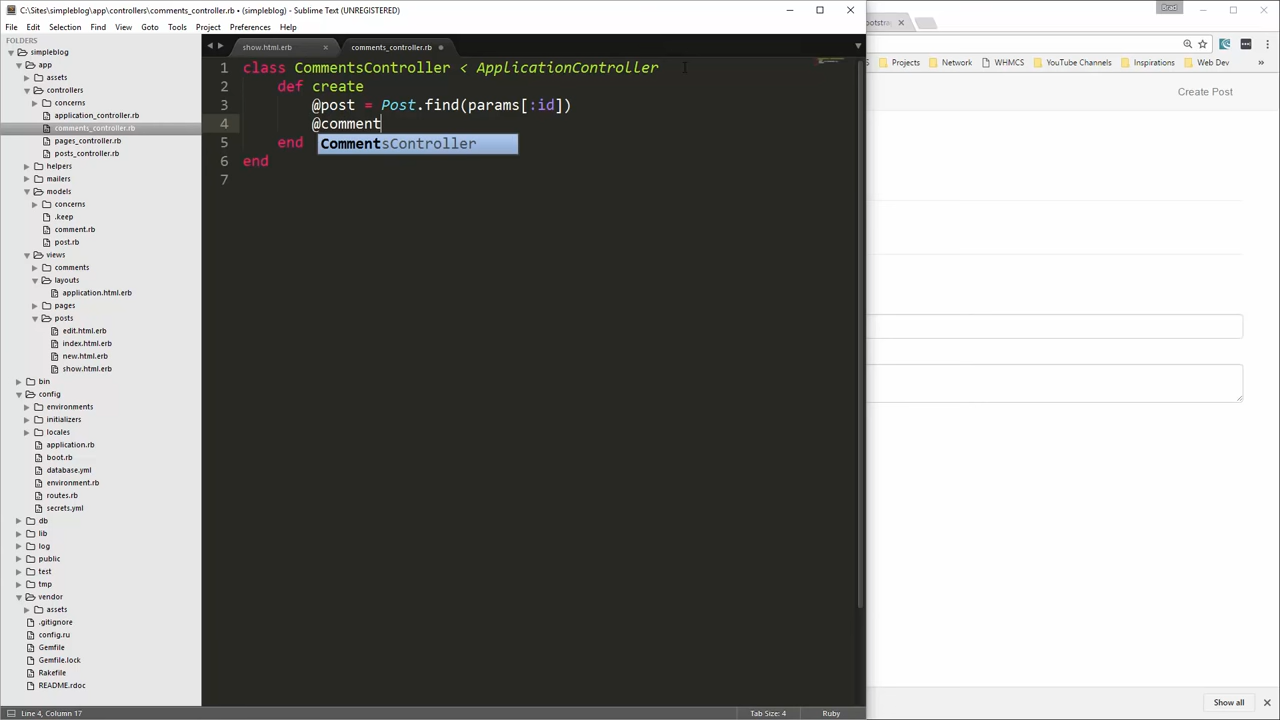 C:\Sites\simpleblog\app\controllers\comments_controller.rb • (simpleblog) - Sublime Text (UNREGISTERED)
File Edit Selection Find View Goto Tools Project Preferences Help
FOLDERS
simpleblog
app
assets
controllers
concerns
application_controller.rb
comments_controller.rb
pages_controller.rb
posts_controller.rb
helpers
mailers
models
concerns
.keep
comment.rb
post.rb
views
comments
layouts
application.html.erb
pages
posts
edit.html.erb
index.html.erb
new.html.erb
show.html.erb
bin
config
environments
initializers
locales
application.rb
boot.rb
database.yml
environment.rb
routes.rb
secrets.yml
db
lib
log
public
test
tmp
vendor
assets
.gitignore
config.ru
Gemfile
Gemfile.lock
Rakefile
README.rdoc
show.html.erb
comments_controller.rb
1 class CommentsController < ApplicationController
2 def create
3 @post = Post.find(params[:id])
4 @comment
CommentsController
5 end
6 end
7
Line 4, Column 17
Tab Size: 4
Ruby
Brad
Projects Network WHMCS YouTube Channels Inspirations Web Dev
Create Post
Show all